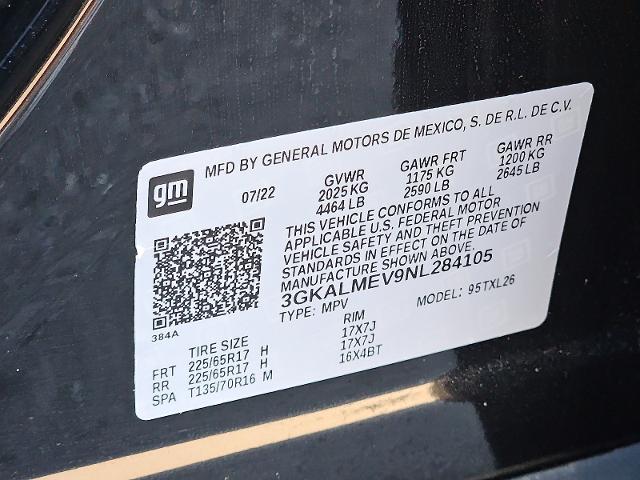 MFD BY GENERAL MOTORS DE MEXICO, S. DE R.L. DE C.V.
gm
07/22 GVWR GAWR FRT GAWR RR
2025 KG 1175 KG 1200 KG
4464 LB 2590 LB 2645 LB
THIS VEHICLE CONFORMS TO ALL
APPLICABLE U.S. FEDERAL MOTOR
VEHICLE SAFETY AND THEFT PREVENTION
STANDARDS IN EFFECT ON THE DATE OF
MANUFACTURE SHOWN ABOVE.
3GKALMEV9NL284105
TYPE: MPV MODEL: 95TXL26
384A
TIRE SIZE RIM
FRT 225/65R17 H 17X7J
RR 225/65R17 H 17X7J
SPA T135/70R16 M 16X4BT